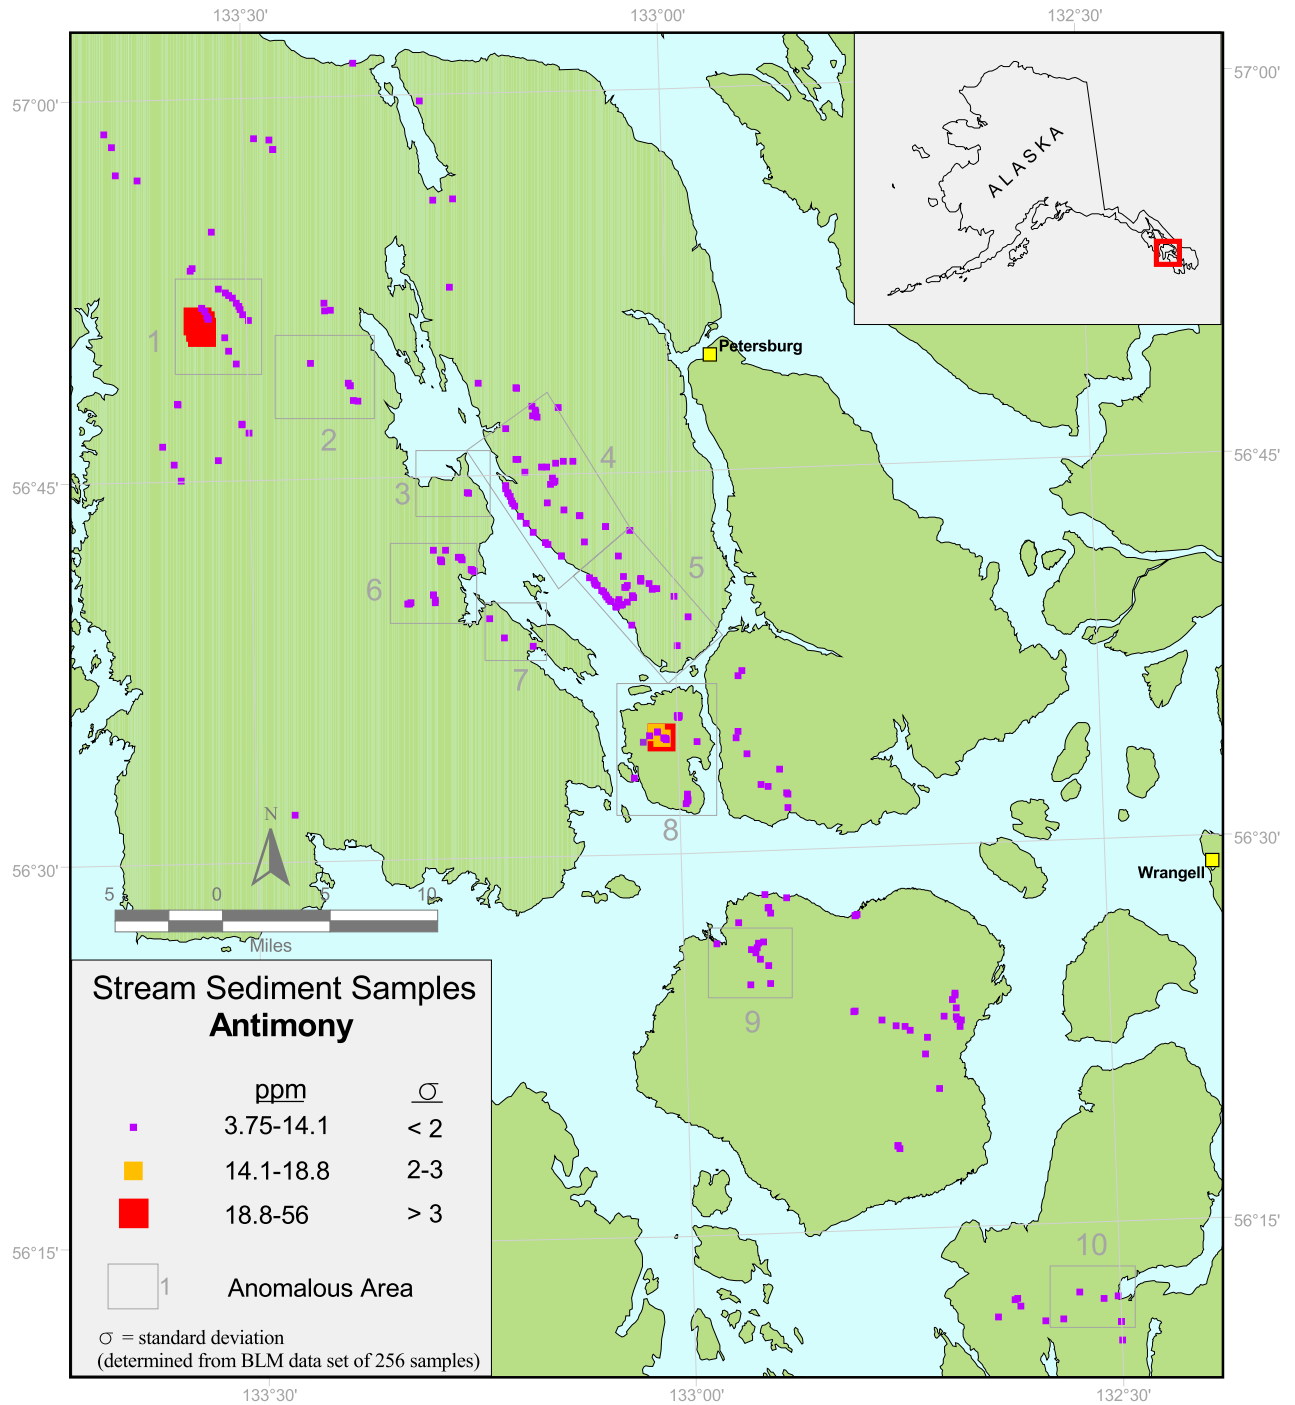 133°30'
133°00'
132°30'
57°00'
57°00'
ALASKA
Petersburg
1
2
3
4
5
6
7
8
9
10
56°45'
56°45'
56°30'
56°30'
Wrangell
N
5 0 5 10
Miles
Stream Sediment Samples
Antimony
ppm σ
3.75-14.1 < 2
14.1-18.8 2-3
18.8-56 > 3
1 Anomalous Area
σ = standard deviation
(determined from BLM data set of 256 samples)
56°15'
56°15'
133°30'
133°00'
132°30'